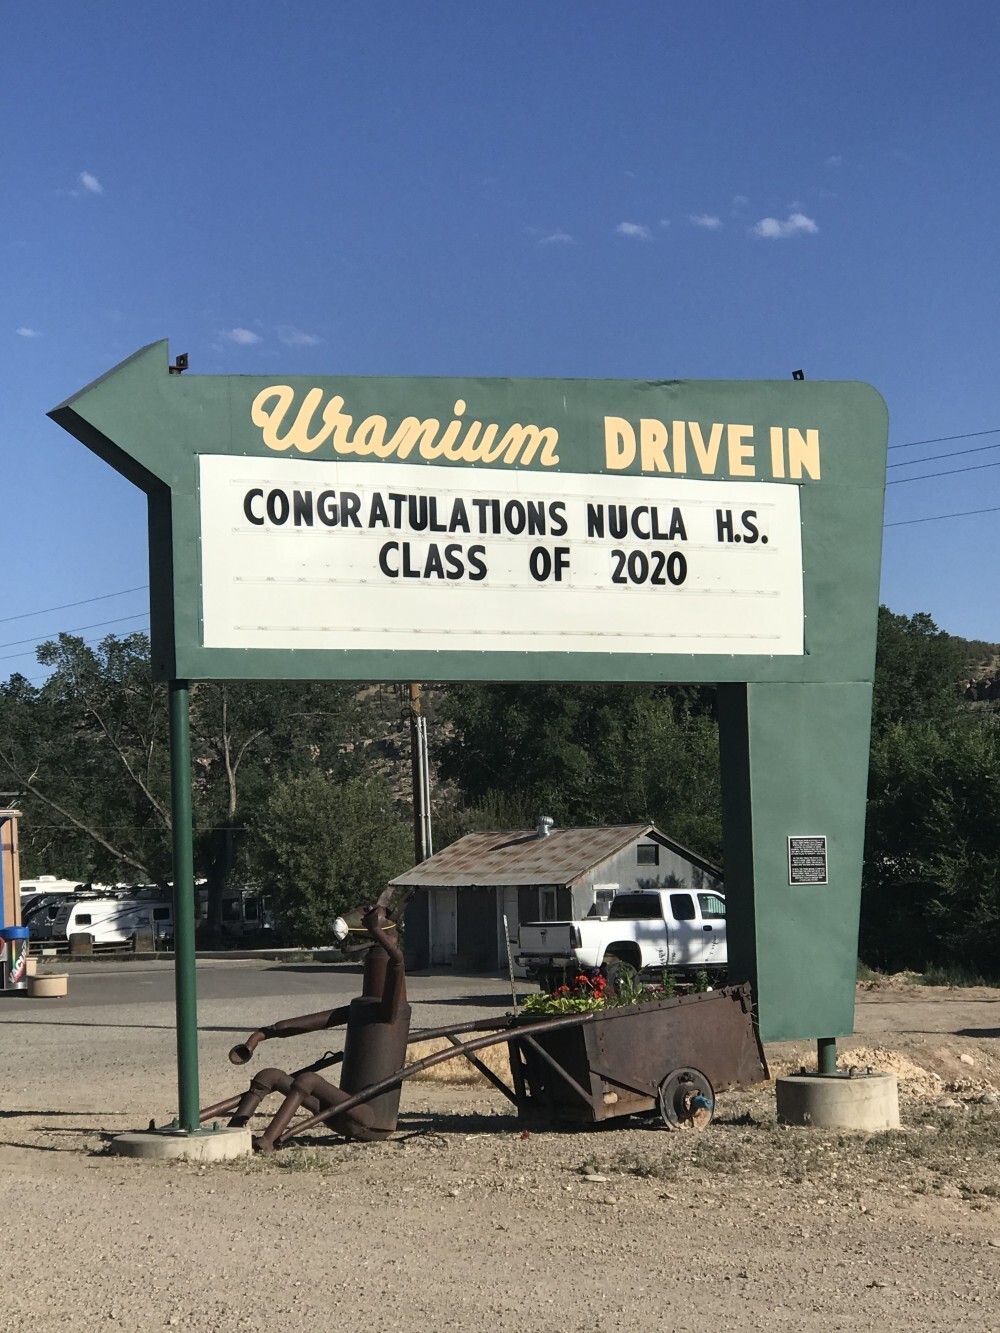 Uranium DRIVE IN
CONGRATULATIONS NUCLA H.S.
CLASS OF 2020